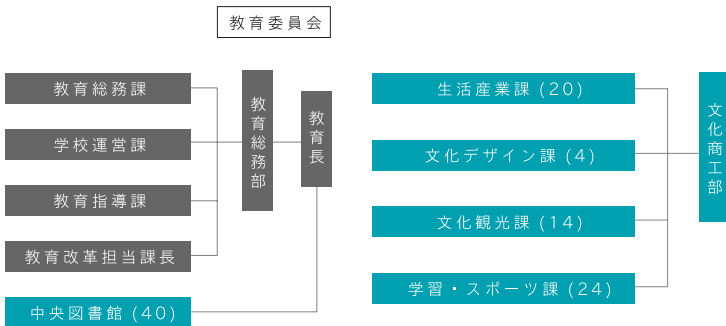 教育委員会
教育総務課
学校運営課
教育指導課
教育改革担当課長
中央図書館 (40)
教育総務部
教育長
生活産業課 (20)
文化デザイン課 (4)
文化観光課 (14)
学習・スポーツ課 (24)
文化商工部